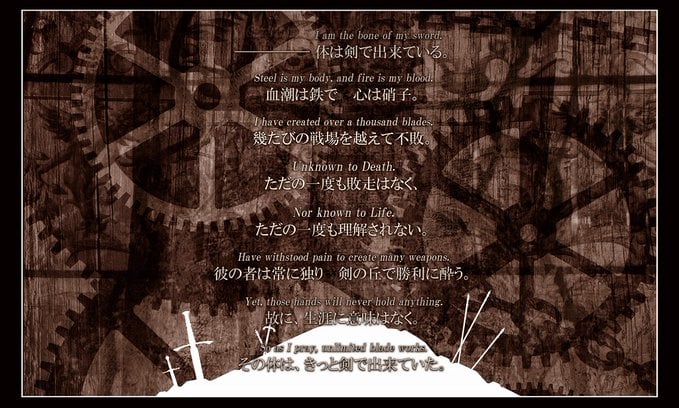 I am the bone of my sword.
――――体は剣で出来ている。
Steel is my body, and fire is my blood.
血潮は鉄で 心は硝子。
I have created over a thousand blades.
幾たびの戦場を越えて不敗。
Unknown to Death.
ただの一度も敗走はなく、
Nor known to Life.
ただの一度も理解されない。
Have withstood pain to create many weapons.
彼の者は常に独り 剣の丘で勝利に酔う。
Yet, those hands will never hold anything.
故に、生涯に意味はなく。
as I pray, unlimited blade works.
その体は、きっと剣で出来ていた。